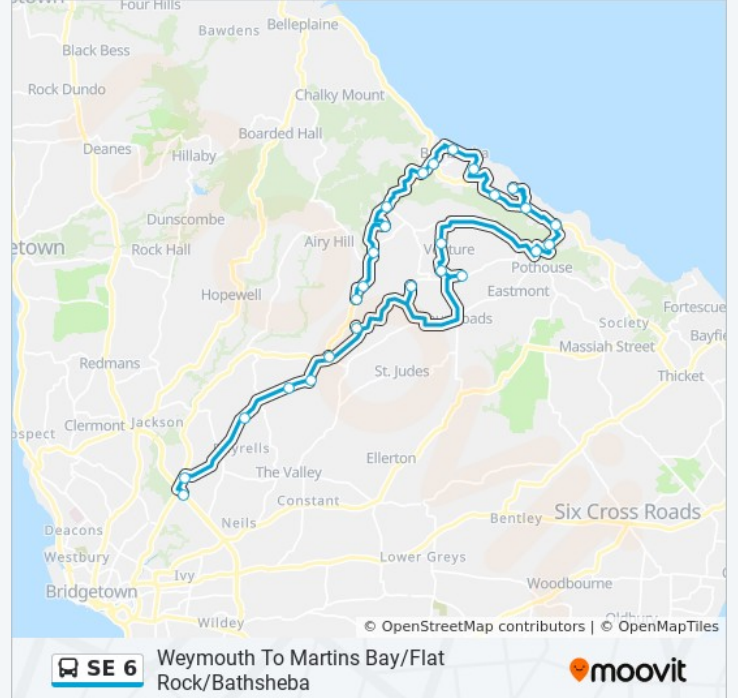 Four Hills
Belleplaine
Bawdens
Black Bess
Rock Dundo
Chalky Mount
Boarded Hall
Deanes
Hillaby
Dunscombe
Airy Hill
etown
Rock Hall
Pothouse
Hopewell
Eastmont
Fortescue
Society
Bayfie
Massiah Street
Redmans
St. Judes
Thicket
Clermont
Jackson
ospect
Ellerton
The Valley
Constant
Six Cross Roads
Bentley
Neils
Deacons
Westbury
Lower Greys
Ivy
Woodbourne
Bridgetown
Wildey
© OpenStreetMap contributors | © OpenMapTiles
SE 6
Weymouth To Martins Bay/Flat
Rock/Bathsheba
moovit